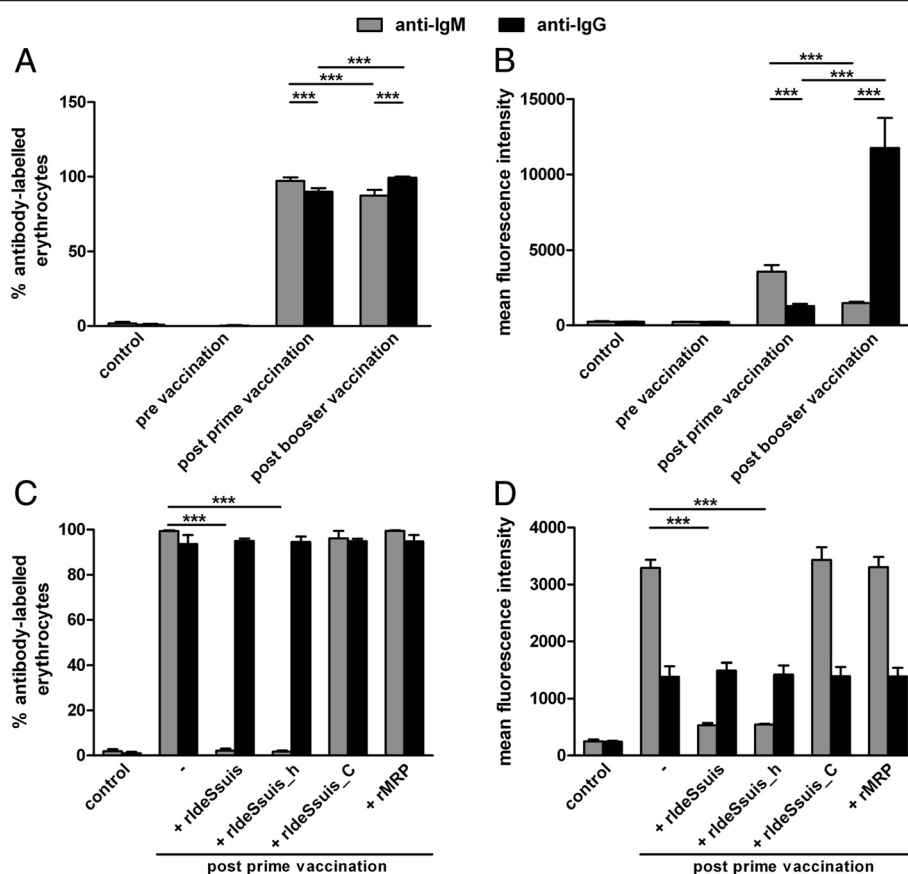 anti-IgM anti-IgG
A
***
***
*** ***
% antibody-labelled
erythrocytes
150
100
50
0
control
pre vaccination
post prime vaccination
post booster vaccination
B
***
***
*** ***
mean fluorescence intensity
15000
10000
5000
0
control
pre vaccination
post prime vaccination
post booster vaccination
C
***
***
% antibody-labelled
erythrocytes
100
80
60
40
20
0
control
-
+ rIdeSsuis
+ rIdeSsuis_h
+ rIdeSsuis_C
+ rMRP
post prime vaccination
D
***
***
mean fluorescence intensity
4000
3000
2000
1000
0
control
-
+ rIdeSsuis
+ rIdeSsuis_h
+ rIdeSsuis_C
+ rMRP
post prime vaccination